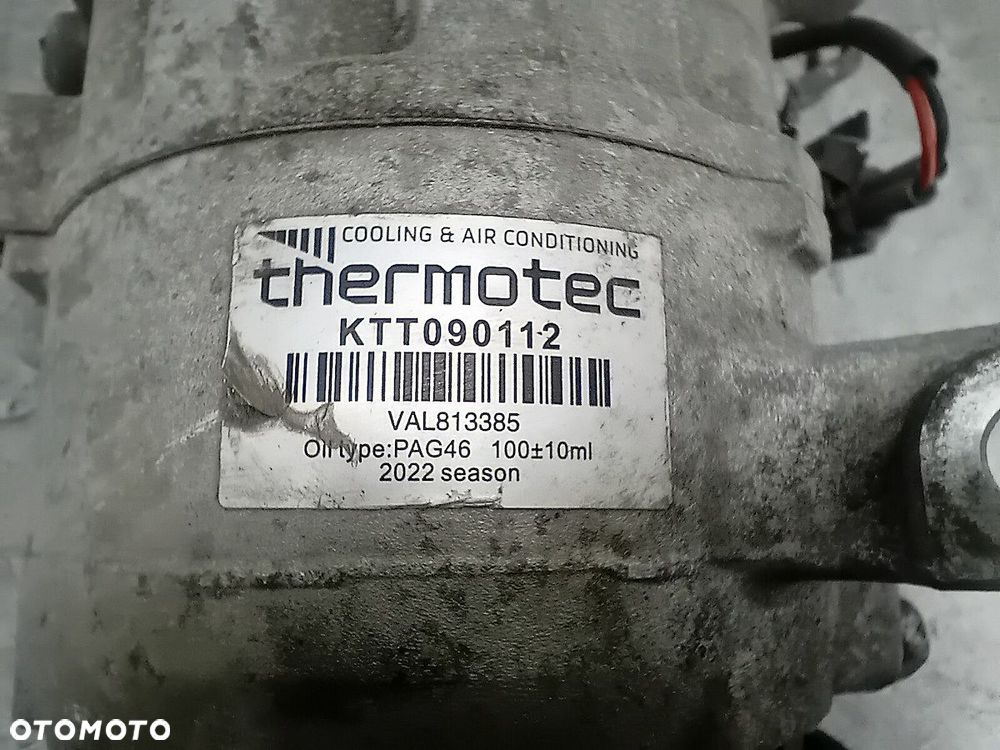 COOLING & AIR CONDITIONING
thermotec
KTT090112
VAL813385
Oil type:PAG46 100±10ml
2022 season
OTOMOTO